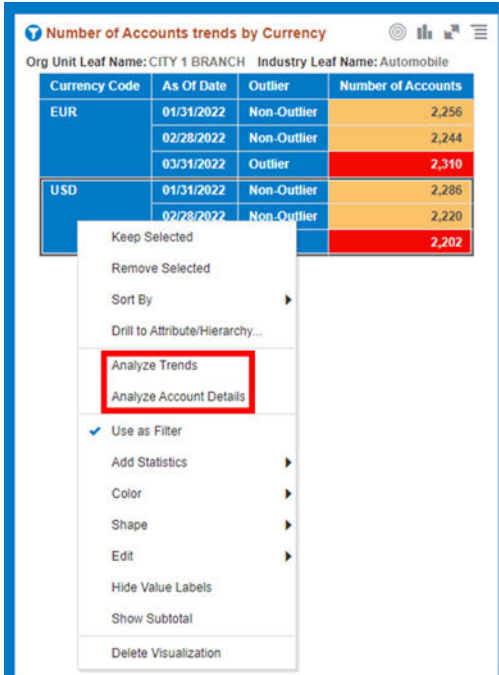 Number of Accounts trends by Currency
Org Unit Leaf Name: CITY 1 BRANCH Industry Leaf Name: Automobile
Currency Code As Of Date Outlier Number of Accounts
EUR 01/31/2022 Non-Outlier 2,256
02/28/2022 Non-Outlier 2,244
03/31/2022 Outlier 2,310
USD 01/31/2022 Non-Outlier 2,286
02/28/2022 Non-Outlier 2,220
2,202
Keep Selected
Remove Selected
Sort By
Drill to Attribute/Hierarchy...
Analyze Trends
Analyze Account Details
Use as Filter
Add Statistics
Color
Shape
Edit
Hide Value Labels
Show Subtotal
Delete Visualization